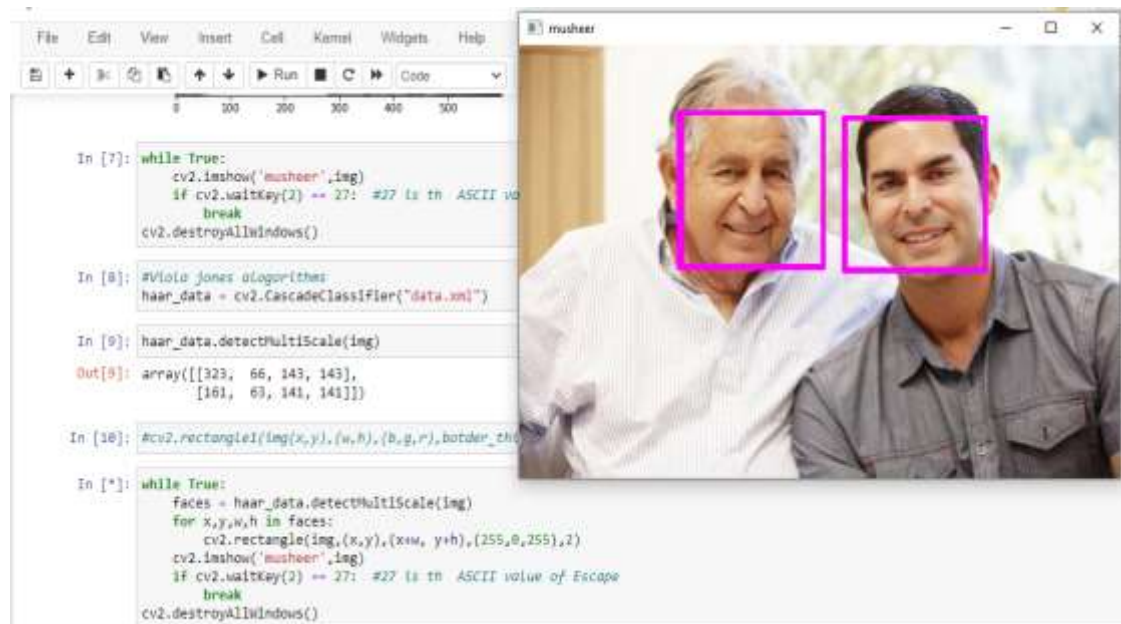 File Edit View Insert Cell Kernel Widgets Help
Run Code
0 100 200 300 400 500
In [7]: while True:
cv2.imshow('musheer',img)
if cv2.waitKey(2) == 27: #27 is th ASCII va
break
cv2.destroyAllWindows()
In [8]: #Viola jones alogorithms
haar_data = cv2.CascadeClassifier("data.xml")
In [9]: haar_data.detectMultiScale(img)
Out[9]: array([[323, 66, 143, 143],
[161, 63, 141, 141]])
In [10]: #cv2.rectangle1(img(x,y),(w,h),(b,g,r),botder_thi
In [*]: while True:
faces = haar_data.detectMultiScale(img)
for x,y,w,h in faces:
cv2.rectangle(img,(x,y),(x+w, y+h),(255,0,255),2)
cv2.imshow('musheer',img)
if cv2.waitKey(2) == 27: #27 is th ASCII value of Escape
break
cv2.destroyAllWindows()
musheer